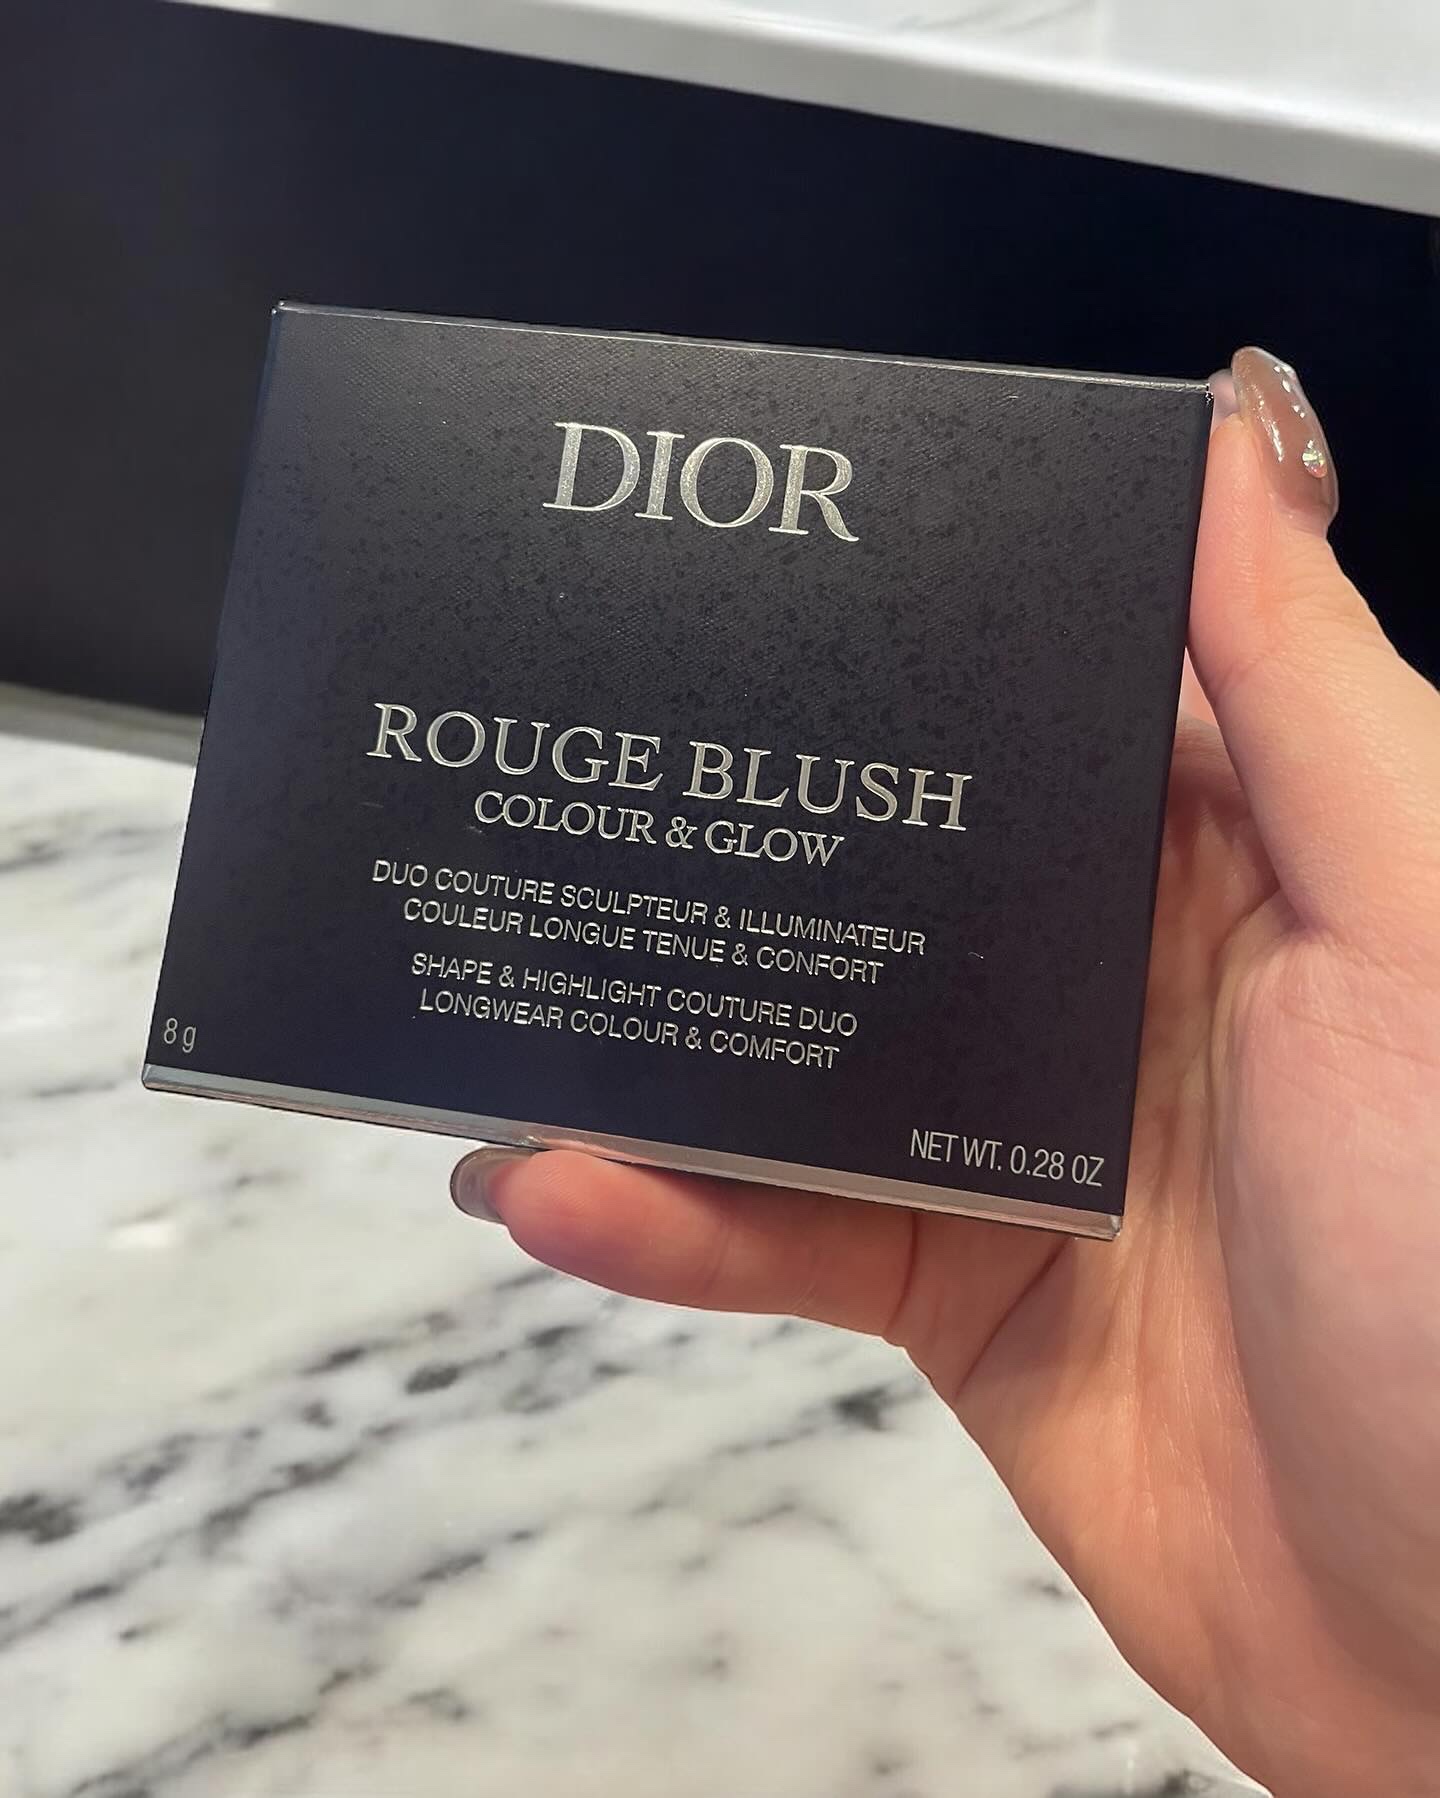 DIOR
ROUGE BLUSH
COLOUR & GLOW
DUO COUTURE SCULPTEUR & ILLUMINATEUR
COULEUR LONGUE TENUE & CONFORT
SHAPE & HIGHLIGHT COUTURE DUO
LONGWEAR COLOUR & COMFORT
8 g
NET WT. 0.28 OZ